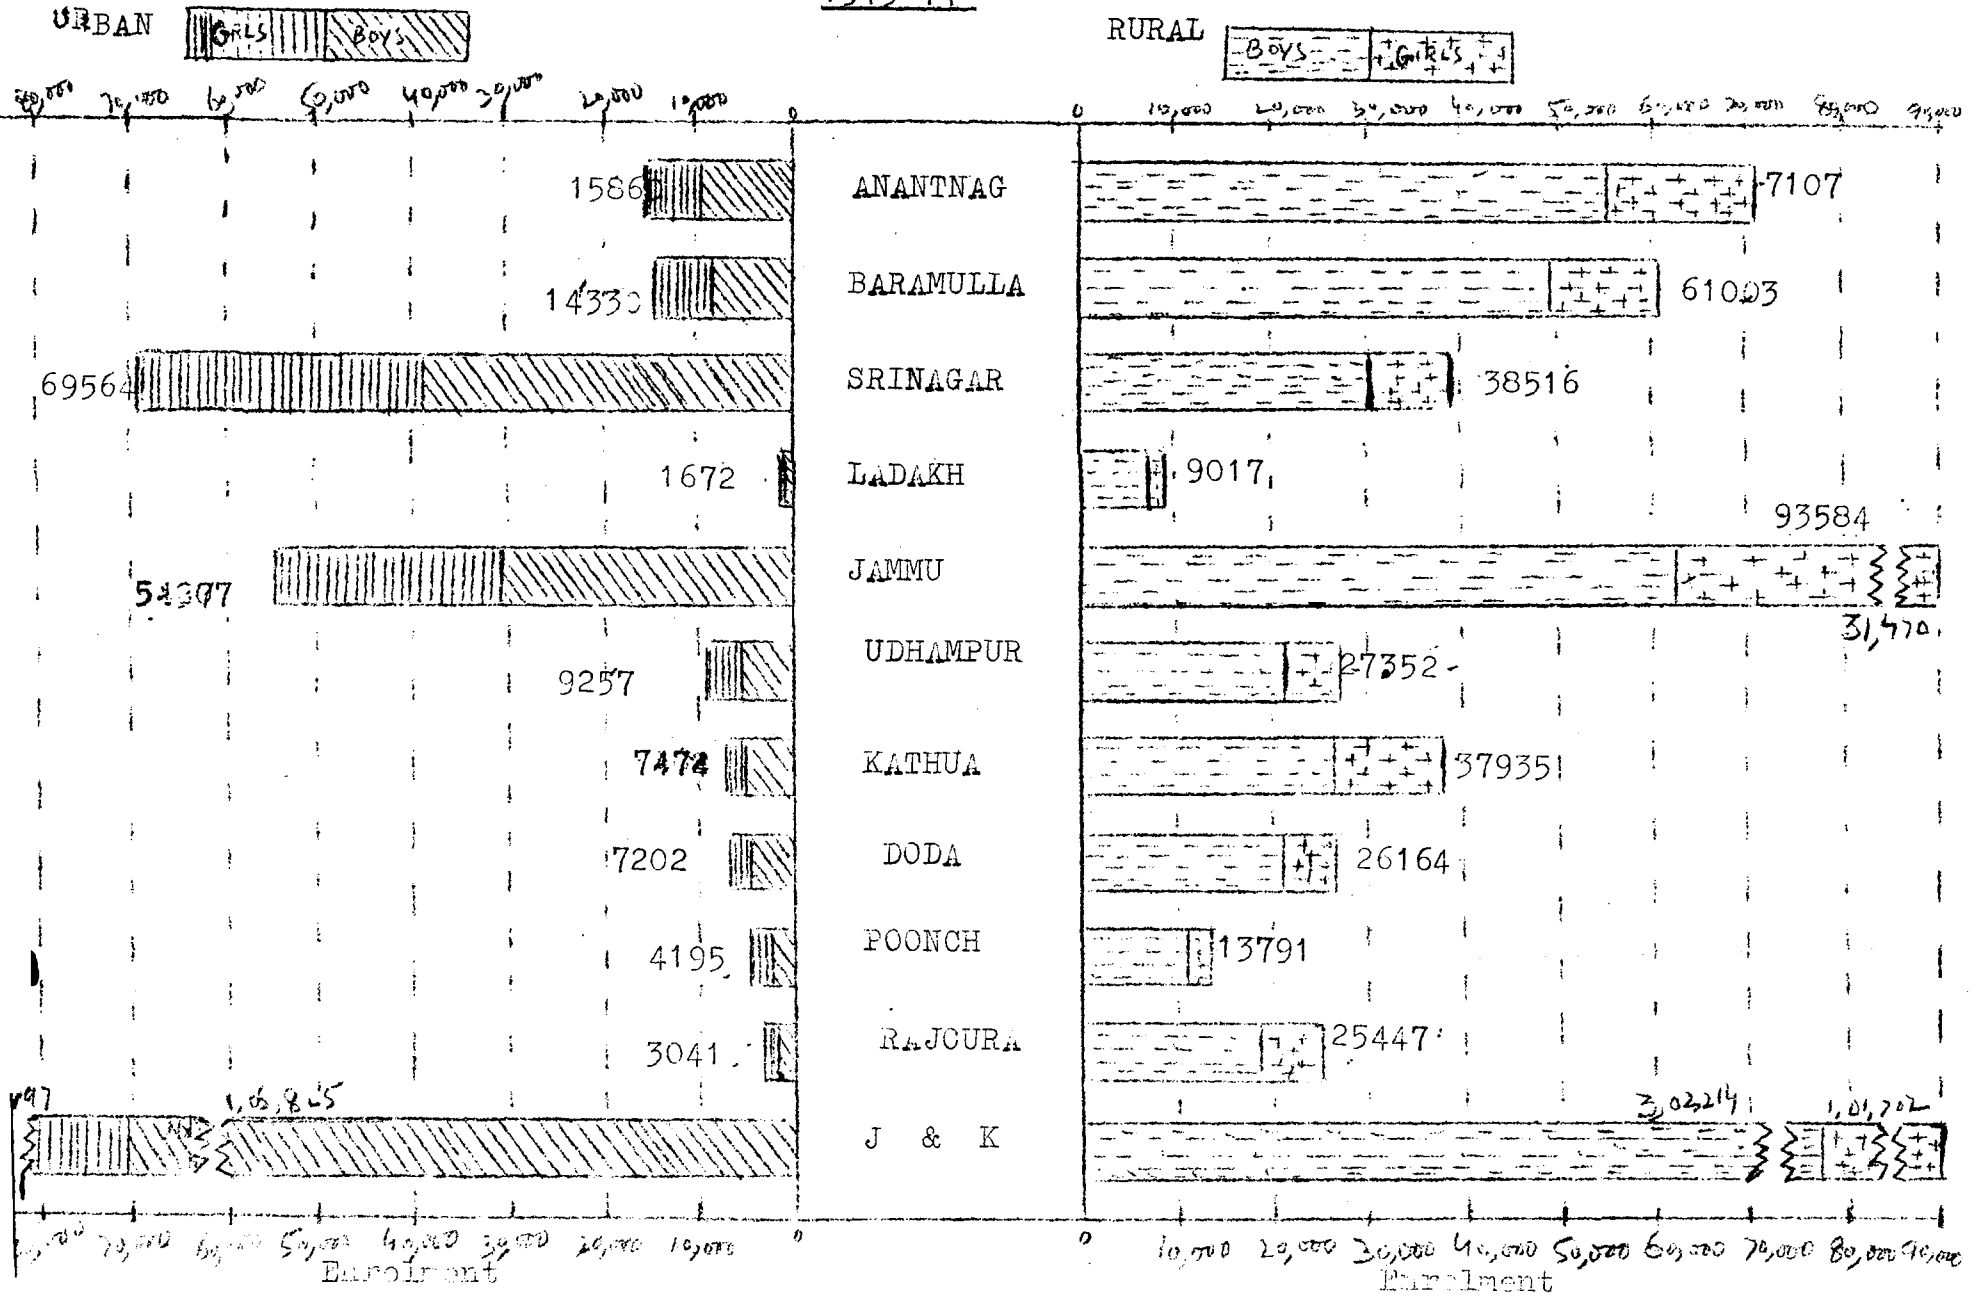 URBAN GIRLS BOYS
RURAL BOYS GIRLS
80,000 70,000 60,000 50,000 40,000 30,000 20,000 10,000 0
0 10,000 20,000 30,000 40,000 50,000 60,000 70,000 80,000 90,000
1586 ANANTNAG 7107
14330 BARAMULLA 61003
69564 SRINAGAR 38516
1672 LADAKH 9017
93584
JAMMU
31,470
9257 UDHAMPUR 27352
7474 KATHUA 37935
7202 DODA 26164
4195 POONCH 13791
3041 RAJOURA 25447
3,02,214 1,01,702
J & K
70,000 60,000 50,000 40,000 30,000 20,000 10,000 0
0 10,000 20,000 30,000 40,000 50,000 60,000 70,000 80,000 90,000
Enrolment Enrolment